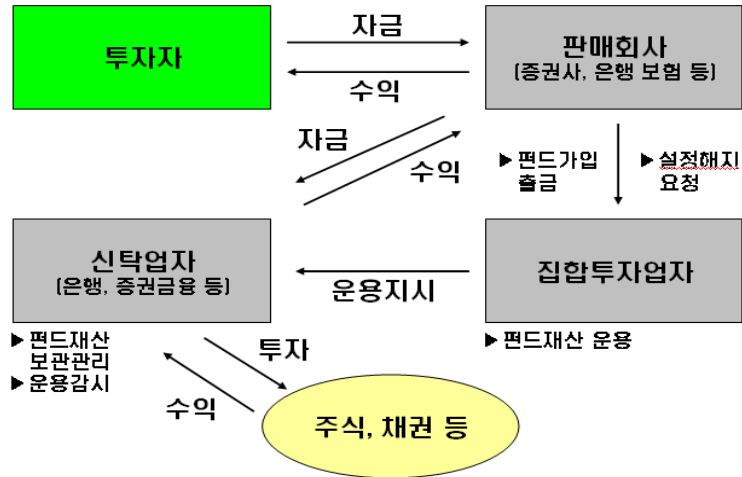 자금
투자자
판매회사
(증권사, 은행 보험 등)
수익
자금
수익
▶ 펀드가입
출금
▶ 설정해지
요청
신탁업자
(은행, 증권금융 등)
운용지시
집합투자업자
▶ 펀드재산
보관관리
▶ 운용감시
투자
수익
▶ 펀드재산 운용
주식, 채권 등